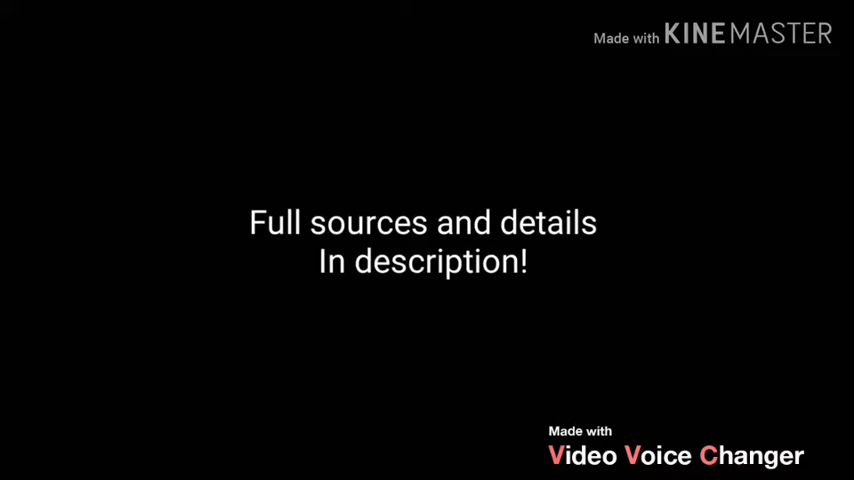 Made with KINEMASTER
Full sources and details
In description!
Made with
Video Voice Changer